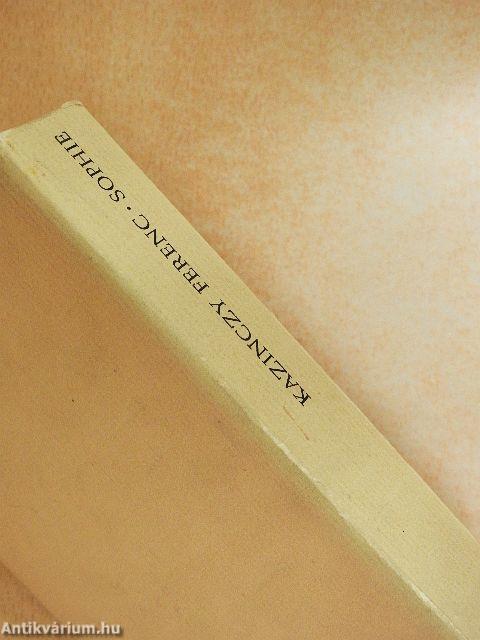 KAZINCZY FERENC · SOPHIE
Antikvárium.hu